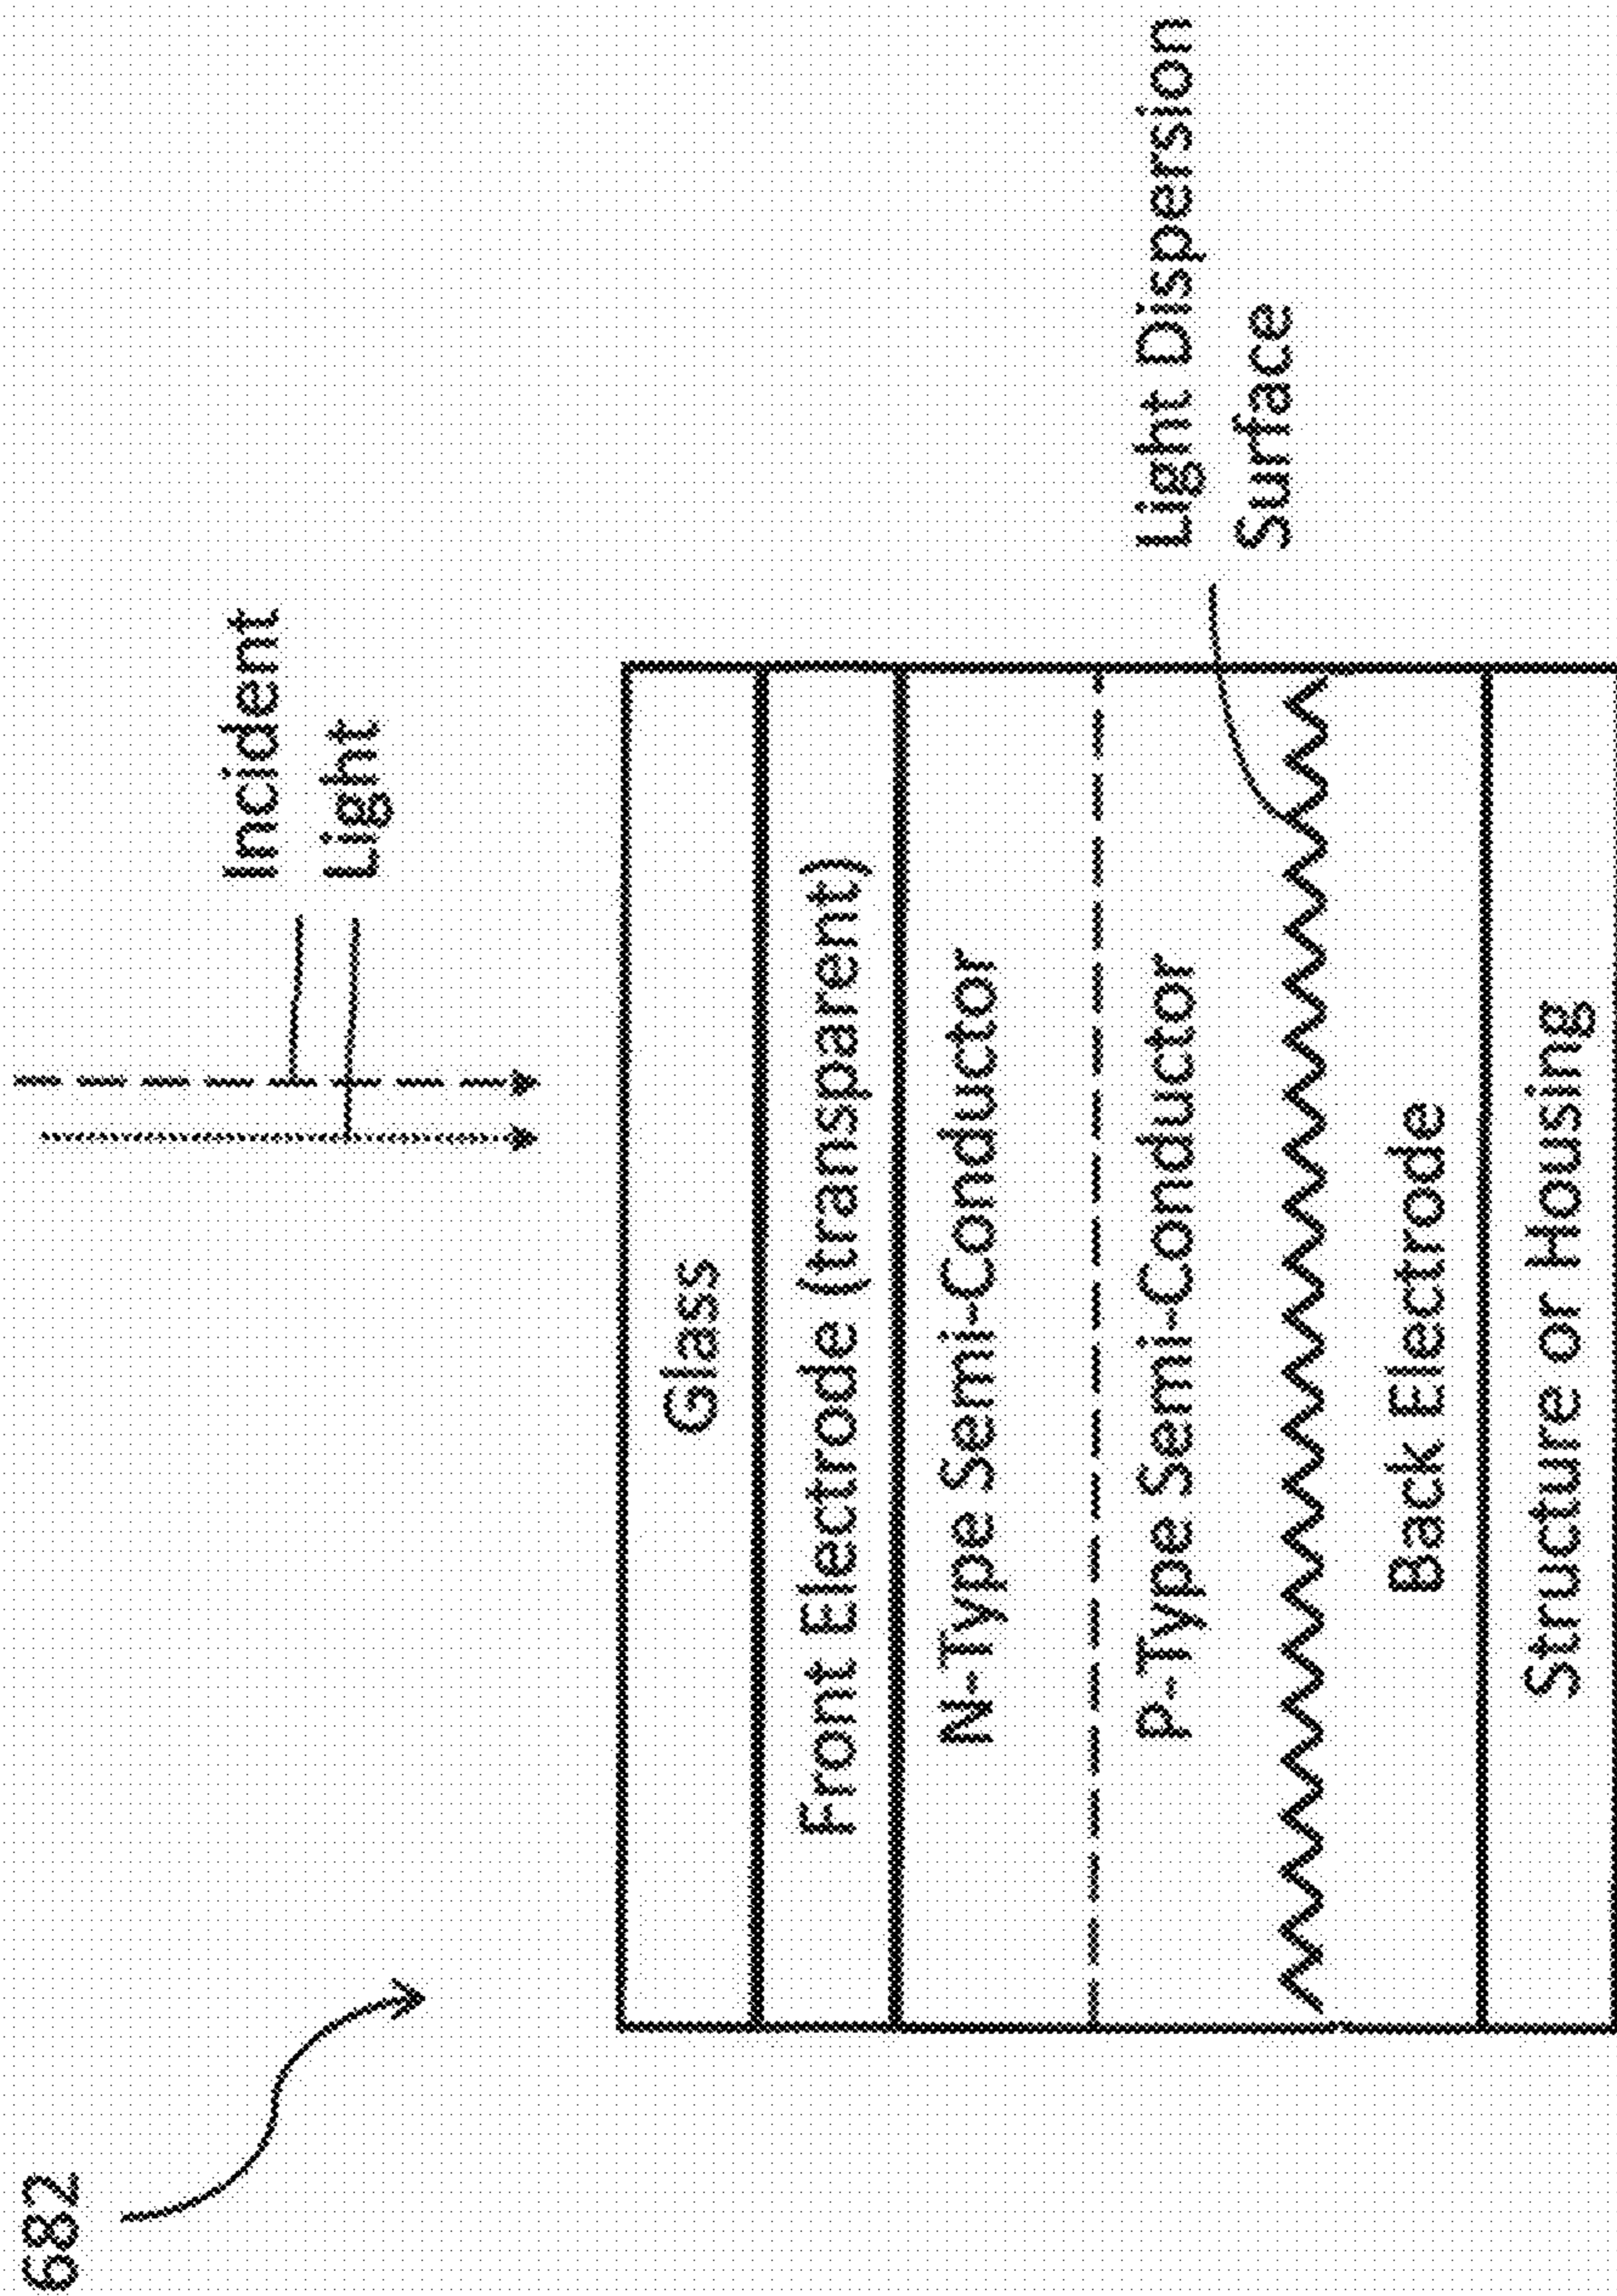 682
Incident
Light
Glass
Front Electrode (transparent)
N-Type Semi-Conductor
P-Type Semi-Conductor
Light Dispersion
Surface
Back Electrode
Structure or Housing